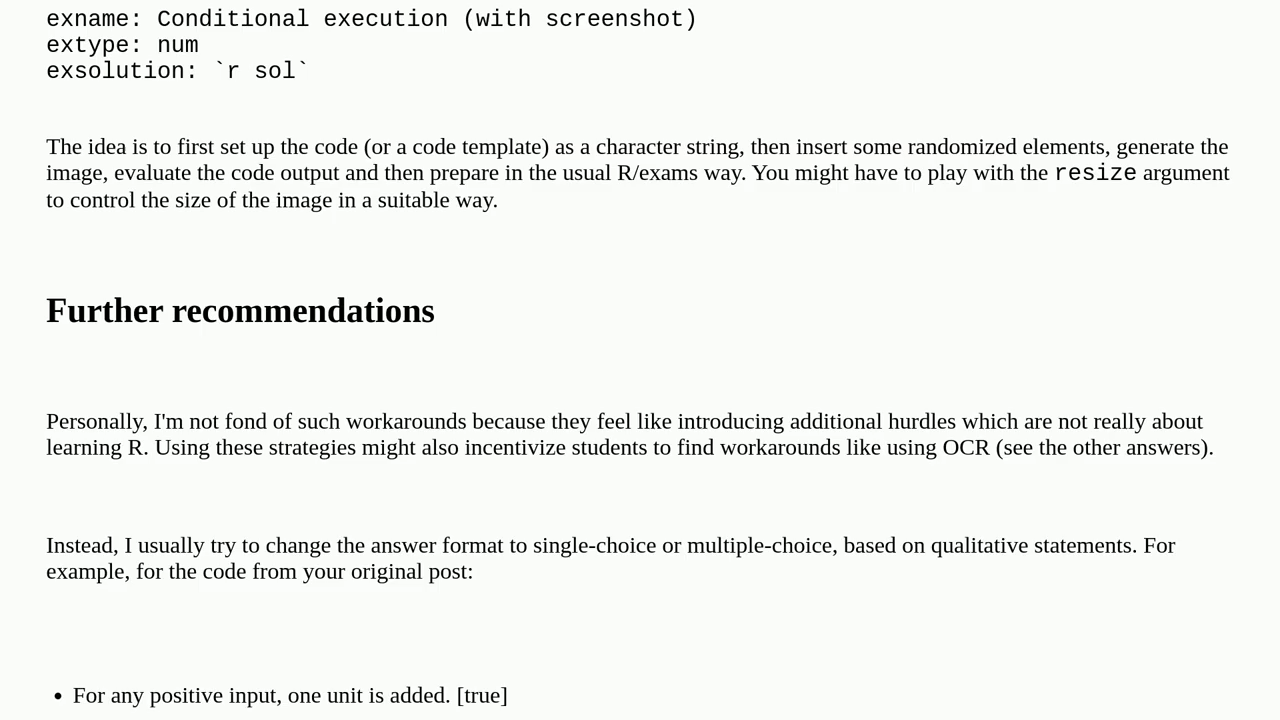 exname: Conditional execution (with screenshot)
extype: num
exsolution: `r sol`
The idea is to first set up the code (or a code template) as a character string, then insert some randomized elements, generate the
image, evaluate the code output and then prepare in the usual R/exams way. You might have to play with the resize argument
to control the size of the image in a suitable way.
Further recommendations
Personally, I'm not fond of such workarounds because they feel like introducing additional hurdles which are not really about
learning R. Using these strategies might also incentivize students to find workarounds like using OCR (see the other answers).
Instead, I usually try to change the answer format to single-choice or multiple-choice, based on qualitative statements. For
example, for the code from your original post:
• For any positive input, one unit is added. [true]